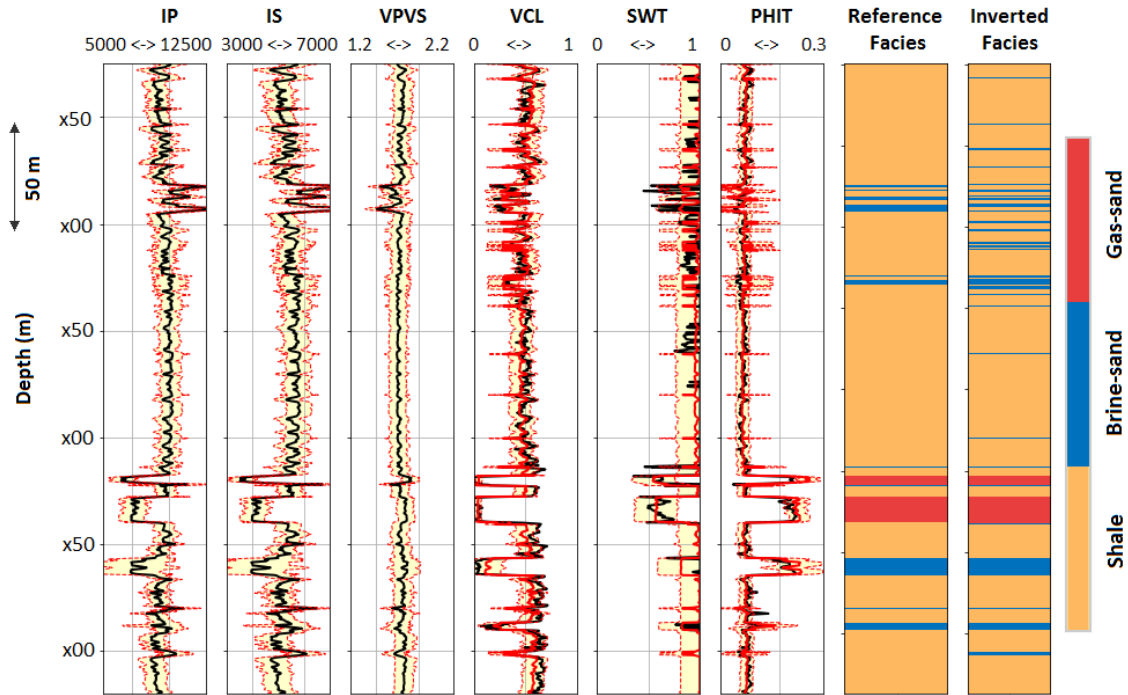 IP
IS
VPVS
VCL
SWT
PHIT
Reference
Facies
Inverted
Facies
5000 <-> 12500
3000 <-> 7000
1.2 <-> 2.2
0 <-> 1
0 <-> 1
0 <-> 0.3
50 m
Depth (m)
x50
x00
x50
x00
x50
x00
Gas-sand
Brine-sand
Shale